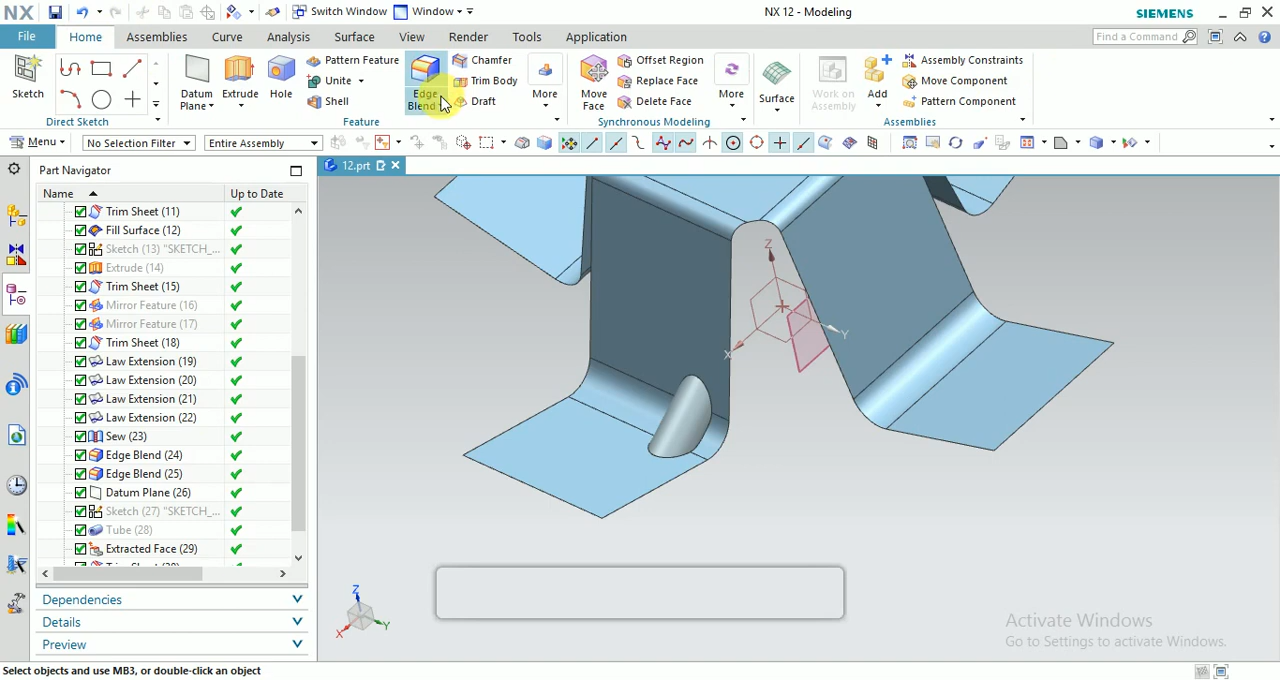 NX
Switch Window
Window
NX 12 - Modeling
SIEMENS
File
Home
Assemblies
Curve
Analysis
Surface
View
Render
Tools
Application
Find a Command
Sketch
Direct Sketch
Datum Plane
Extrude
Hole
Pattern Feature
Unite
Shell
Edge Blend
Chamfer
Trim Body
Draft
More
Feature
Move Face
Offset Region
Replace Face
Delete Face
More
Synchronous Modeling
Surface
Work on Assembly
Add
Assembly Constraints
Move Component
Pattern Component
Assemblies
Menu
No Selection Filter
Entire Assembly
Part Navigator
12.prt
Name
Up to Date
Trim Sheet (11)
Fill Surface (12)
Sketch (13) "SKETCH_...
Extrude (14)
Trim Sheet (15)
Mirror Feature (16)
Mirror Feature (17)
Trim Sheet (18)
Law Extension (19)
Law Extension (20)
Law Extension (21)
Law Extension (22)
Sew (23)
Edge Blend (24)
Edge Blend (25)
Datum Plane (26)
Sketch (27) "SKETCH_...
Tube (28)
Extracted Face (29)
Dependencies
Details
Preview
Z
Y
X
Z
X
Y
Activate Windows
Go to Settings to activate Windows.
Select objects and use MB3, or double-click an object